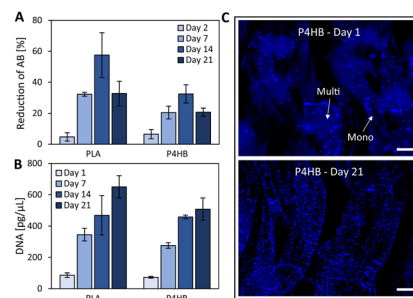 A
Reduction of AB [%]
80
60
40
20
0
Day 2
Day 7
Day 14
Day 21
PLA
P4HB
B
DNA [pg/µL]
800
600
400
200
0
Day 1
Day 7
Day 14
Day 21
PLA
P4HB
C
P4HB - Day 1
Multi
Mono
P4HB - Day 21